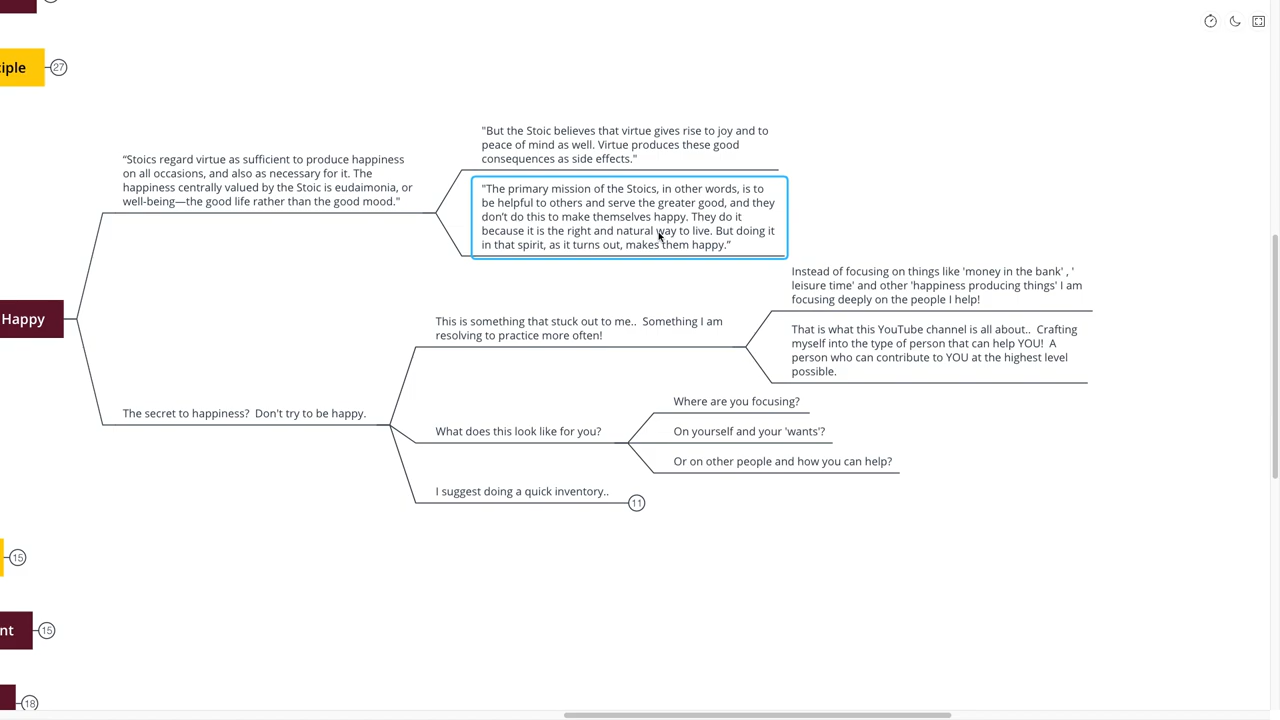 tiple
27
"But the Stoic believes that virtue gives rise to joy and to
peace of mind as well. Virtue produces these good
consequences as side effects."
“Stoics regard virtue as sufficient to produce happiness
on all occasions, and also as necessary for it. The
happiness centrally valued by the Stoic is eudaimonia, or
well-being—the good life rather than the good mood."
"The primary mission of the Stoics, in other words, is to
be helpful to others and serve the greater good, and they
don’t do this to make themselves happy. They do it
because it is the right and natural way to live. But doing it
in that spirit, as it turns out, makes them happy.”
Happy
Instead of focusing on things like 'money in the bank' , '
leisure time' and other 'happiness producing things' I am
focusing deeply on the people I help!
This is something that stuck out to me..  Something I am
resolving to practice more often!
That is what this YouTube channel is all about..  Crafting
myself into the type of person that can help YOU!  A
person who can contribute to YOU at the highest level
possible.
The secret to happiness?  Don't try to be happy.
Where are you focusing?
What does this look like for you?
On yourself and your 'wants'?
Or on other people and how you can help?
I suggest doing a quick inventory..
11
15
nt
15
18